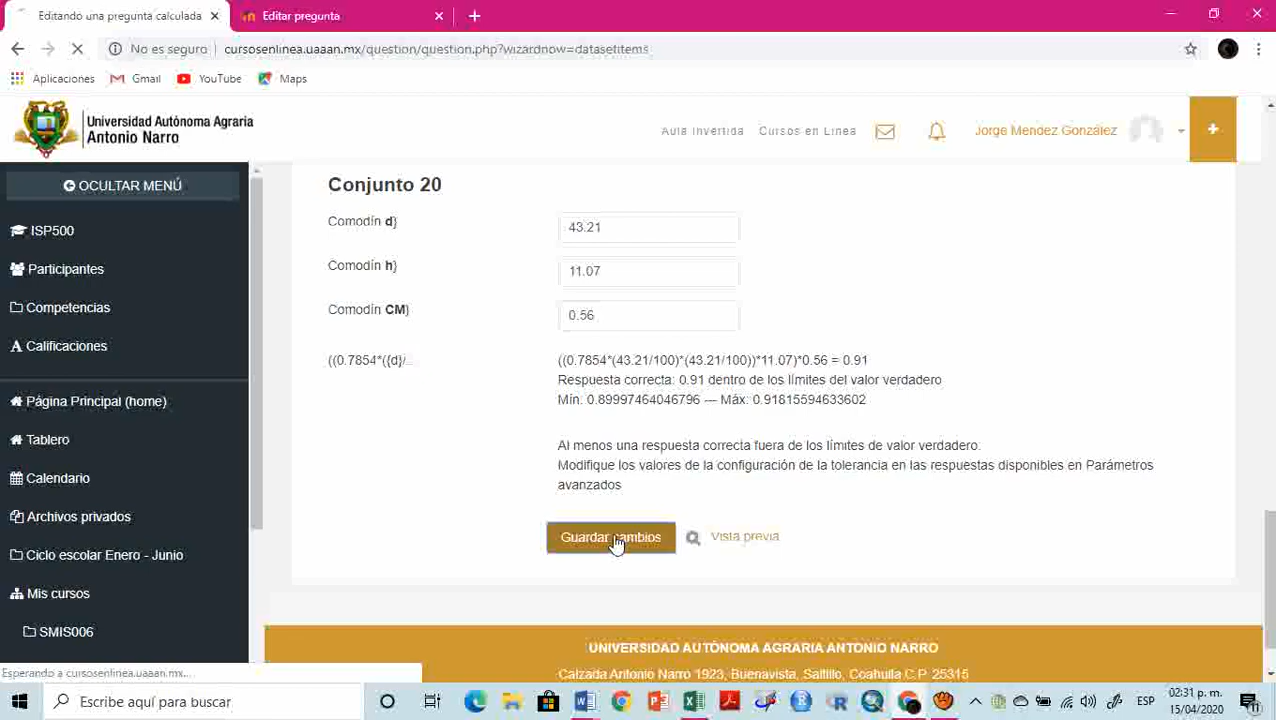 Editando una pregunta calculada
Editar pregunta
No es seguro cursosenlinea.uaaan.mx/question/question.php?wizardnow=datasetitems
Aplicaciones Gmail YouTube Maps
Universidad Autónoma Agraria
Antonio Narro
Aula Invertida Cursos en Linea Jorge Mendez González
OCULTAR MENÚ
ISP500
Participantes
Competencias
Calificaciones
Página Principal (home)
Tablero
Calendario
Archivos privados
Ciclo escolar Enero - Junio
Mis cursos
SMIS006
Conjunto 20
Comodín d} 43.21
Comodín h} 11.07
Comodín CM} 0.56
((0.7854*({d}/... ((0.7854*(43.21/100)*(43.21/100))*11.07)*0.56 = 0.91
Respuesta correcta: 0.91 dentro de los límites del valor verdadero
Mín: 0.89997464046796 --- Máx: 0.91815594633602
Al menos una respuesta correcta fuera de los límites de valor verdadero.
Modifique los valores de la configuración de la tolerancia en las respuestas disponibles en Parámetros
avanzados
Guardar cambios Vista previa
UNIVERSIDAD AUTÓNOMA AGRARIA ANTONIO NARRO
Calzada Antonio Narro 1923, Buenavista, Saltillo, Coahuila C.P. 25315
Esperando a cursosenlinea.uaaan.mx...
Escribe aquí para buscar
ESP
02:31 p. m.
15/04/2020